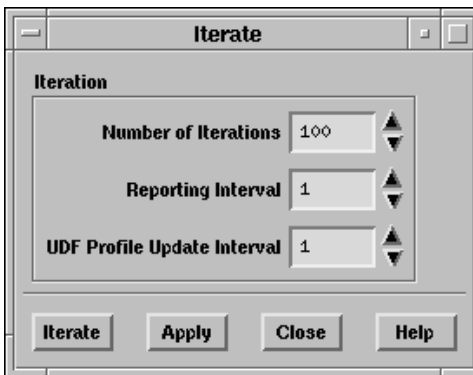 Iterate
Iteration
Number of Iterations 100
Reporting Interval 1
UDF Profile Update Interval 1
Iterate Apply Close Help